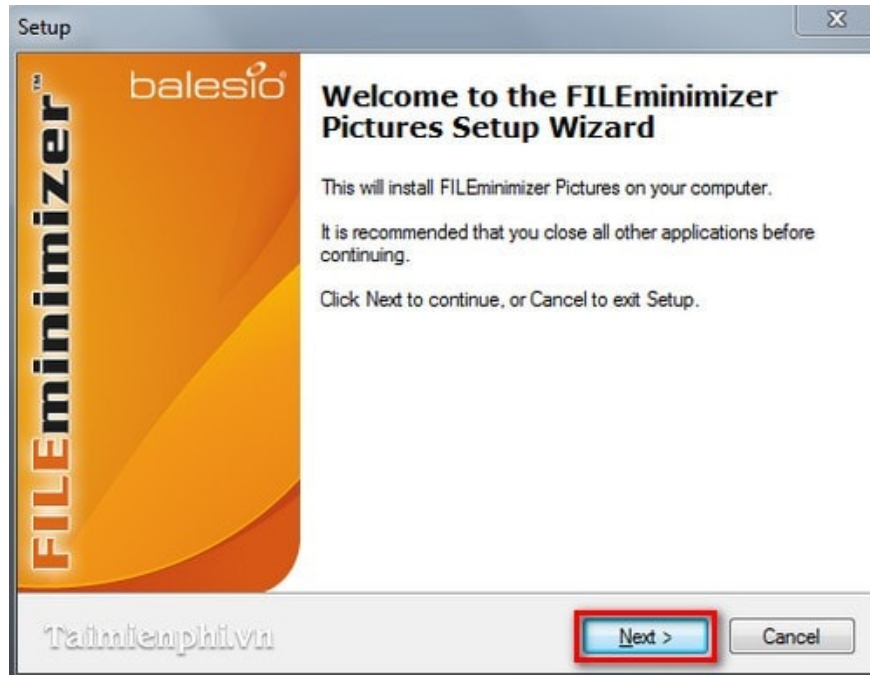 Setup
FILEminimizer™
balesio®
Welcome to the FILEminimizer
Pictures Setup Wizard
This will install FILEminimizer Pictures on your computer.
It is recommended that you close all other applications before
continuing.
Click Next to continue, or Cancel to exit Setup.
Taimienphi.vn
Next >
Cancel